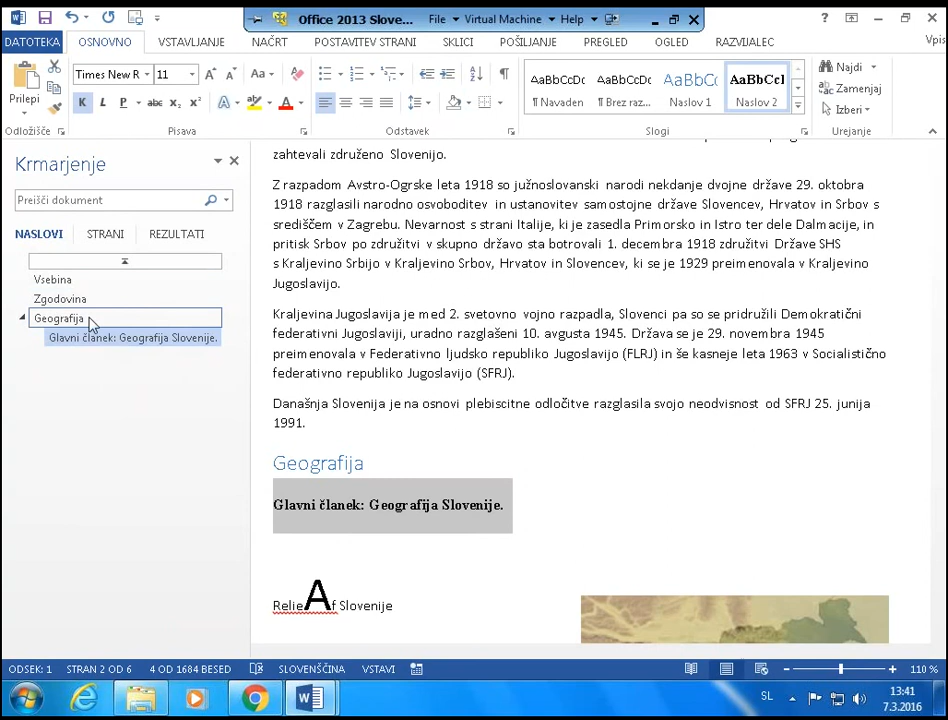 Office 2013 Slove...
File
Virtual Machine
Help
DATOTEKA
OSNOVNO
VSTAVLJANJE
NAČRT
POSTAVITEV STRANI
SKLICI
POŠILJANJE
PREGLED
OGLED
RAZVIJALEC
Vpis
Prilepi
Times New R
11
Aa
K L P abc x₂ x²
AaBbCcDc
¶ Navaden
AaBbCcDc
¶ Brez raz...
AaBbCc
Naslov 1
AaBbCcI
Naslov 2
Najdi
Zamenjaj
Izberi
Odložišče
Pisava
Odstavek
Slogi
Urejanje
Krmarjenje
Preišči dokument
NASLOVI
STRANI
REZULTATI
Vsebina
Zgodovina
Geografija
Glavni članek: Geografija Slovenije.
zahtevali združeno Slovenijo.
Z razpadom Avstro-Ogrske leta 1918 so južnoslovanski narodi nekdanje dvojne države 29. oktobra
1918 razglasili narodno osvoboditev in ustanovitev samostojne države Slovencev, Hrvatov in Srbov s
središčem v Zagrebu. Nevarnost s strani Italije, ki je zasedla Primorsko in Istro ter dele Dalmacije, in
pritisk Srbov po združitvi v skupno državo sta botrovali 1. decembra 1918 združitvi Države SHS
s Kraljevino Srbijo v Kraljevino Srbov, Hrvatov in Slovencev, ki se je 1929 preimenovala v Kraljevino
Jugoslavijo.
Kraljevina Jugoslavija je med 2. svetovno vojno razpadla, Slovenci pa so se pridružili Demokratični
federativni Jugoslaviji, uradno razglašeni 10. avgusta 1945. Država se je 29. novembra 1945
preimenovala v Federativno ljudsko republiko Jugoslavijo (FLRJ) in še kasneje leta 1963 v Socialistično
federativno republiko Jugoslavijo (SFRJ).
Današnja Slovenija je na osnovi plebiscitne odločitve razglasila svojo neodvisnost od SFRJ 25. junija
1991.
Geografija
Glavni članek: Geografija Slovenije.
RelieAf Slovenije
ODSEK: 1
STRAN 2 OD 6
4 OD 1684 BESED
SLOVENŠČINA
VSTAVI
110 %
SL
13:41
7.3.2016